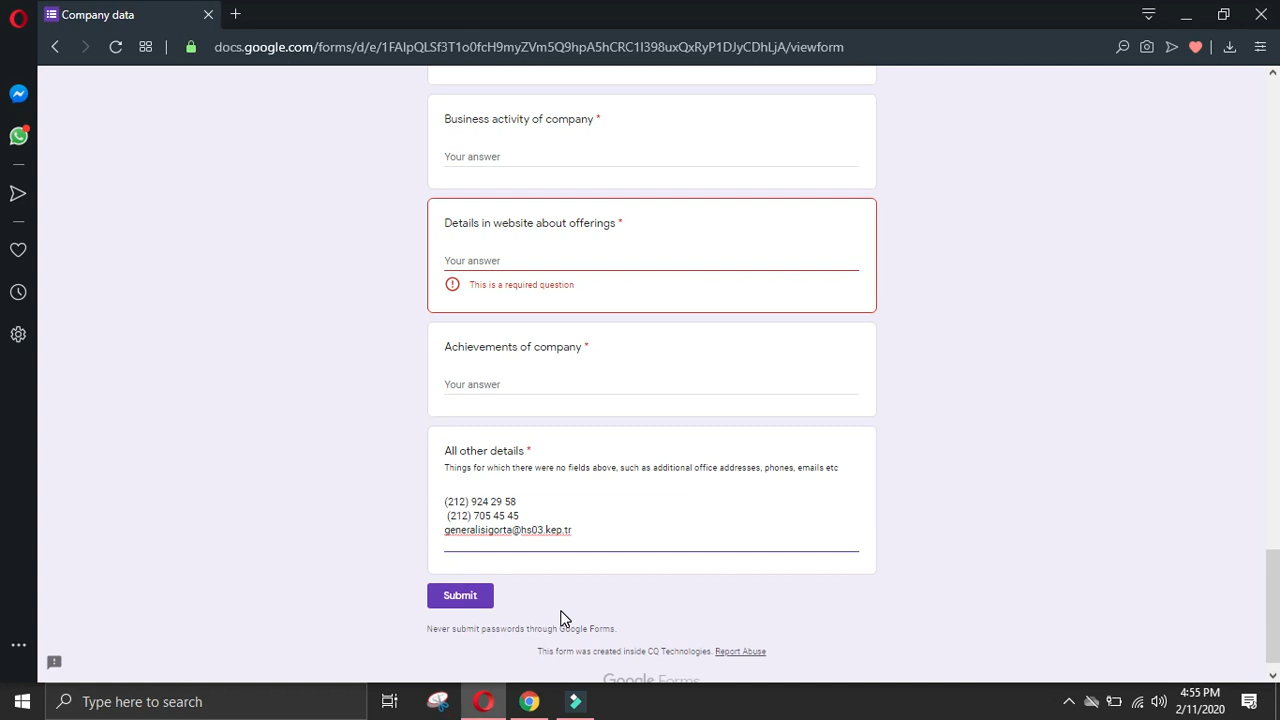 Company data
docs.google.com/forms/d/e/1FAIpQLSf3T1o0fcH9myZVm5Q9hpA5hCRC1I398uxQxRyP1DJyCDhLjA/viewform
Business activity of company *
Your answer
Details in website about offerings *
Your answer
This is a required question
Achievements of company *
Your answer
All other details *
Things for which there were no fields above, such as additional office addresses, phones, emails etc
(212) 924 29 58
(212) 705 45 45
generalisigorta@hs03.kep.tr
Submit
Never submit passwords through Google Forms.
This form was created inside CQ Technologies. Report Abuse
Google Forms
Type here to search
4:55 PM
2/11/2020